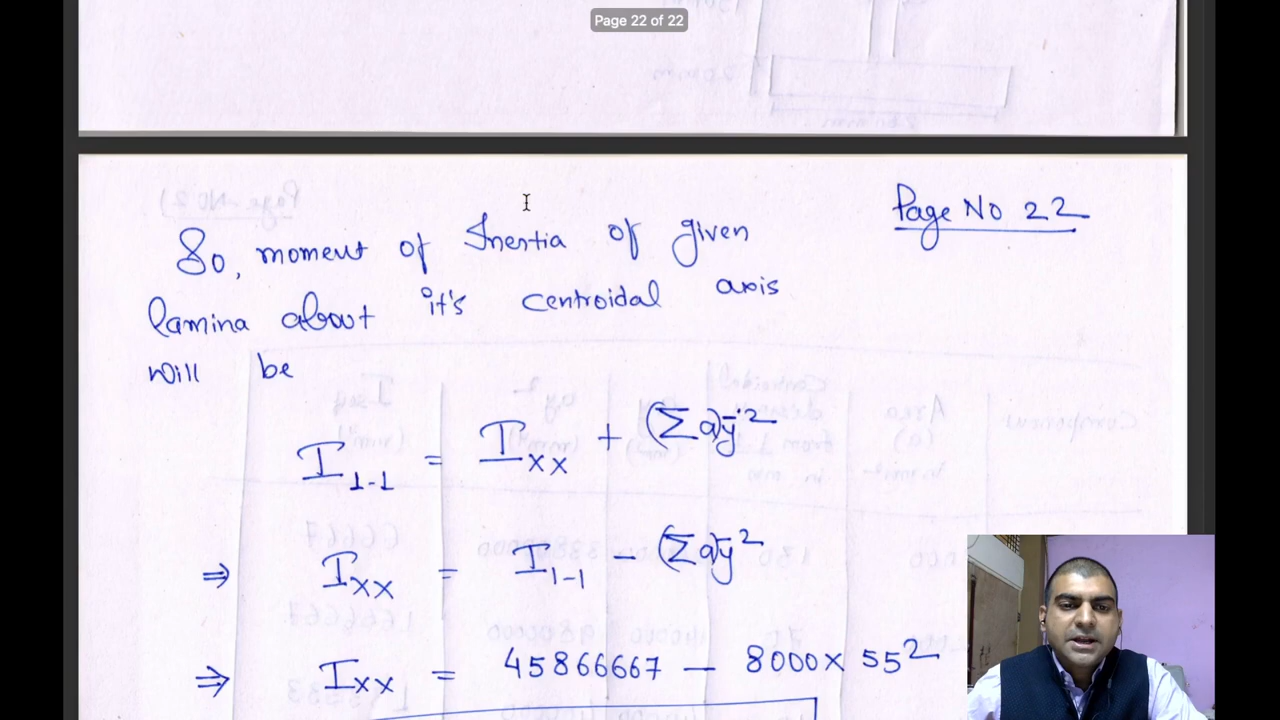 Page 22 of 22
Page No 22
So, moment of Inertia of given
lamina about it's centroidal axis
will be
I1-1 = Ixx + (Σa)ȳ²
⇒ Ixx = I1-1 − (Σa)ȳ²
⇒ Ixx = 45866667 − 8000 × 55²